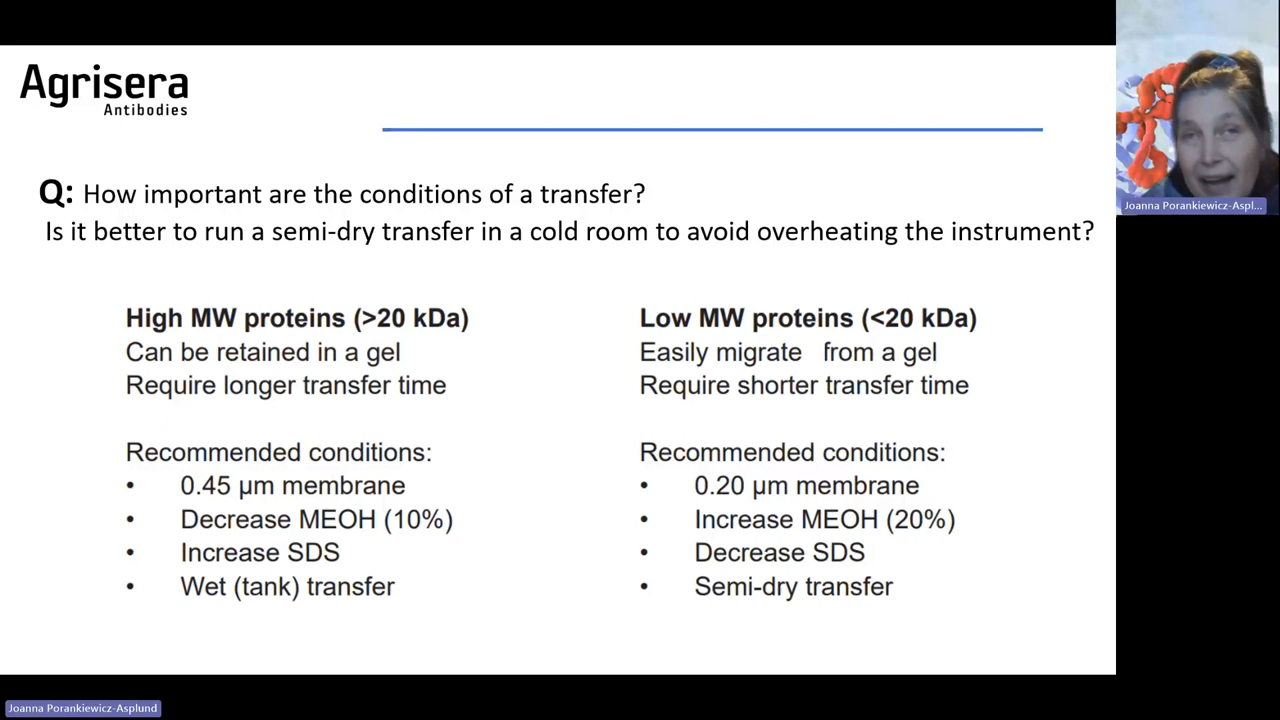 Agrisera
Antibodies
Q: How important are the conditions of a transfer?
Is it better to run a semi-dry transfer in a cold room to avoid overheating the instrument?
High MW proteins (>20 kDa)
Can be retained in a gel
Require longer transfer time
Recommended conditions:
• 0.45 µm membrane
• Decrease MEOH (10%)
• Increase SDS
• Wet (tank) transfer
Low MW proteins (<20 kDa)
Easily migrate from a gel
Require shorter transfer time
Recommended conditions:
• 0.20 µm membrane
• Increase MEOH (20%)
• Decrease SDS
• Semi-dry transfer
Joanna Porankiewicz-Aspl...
Joanna Porankiewicz-Asplund